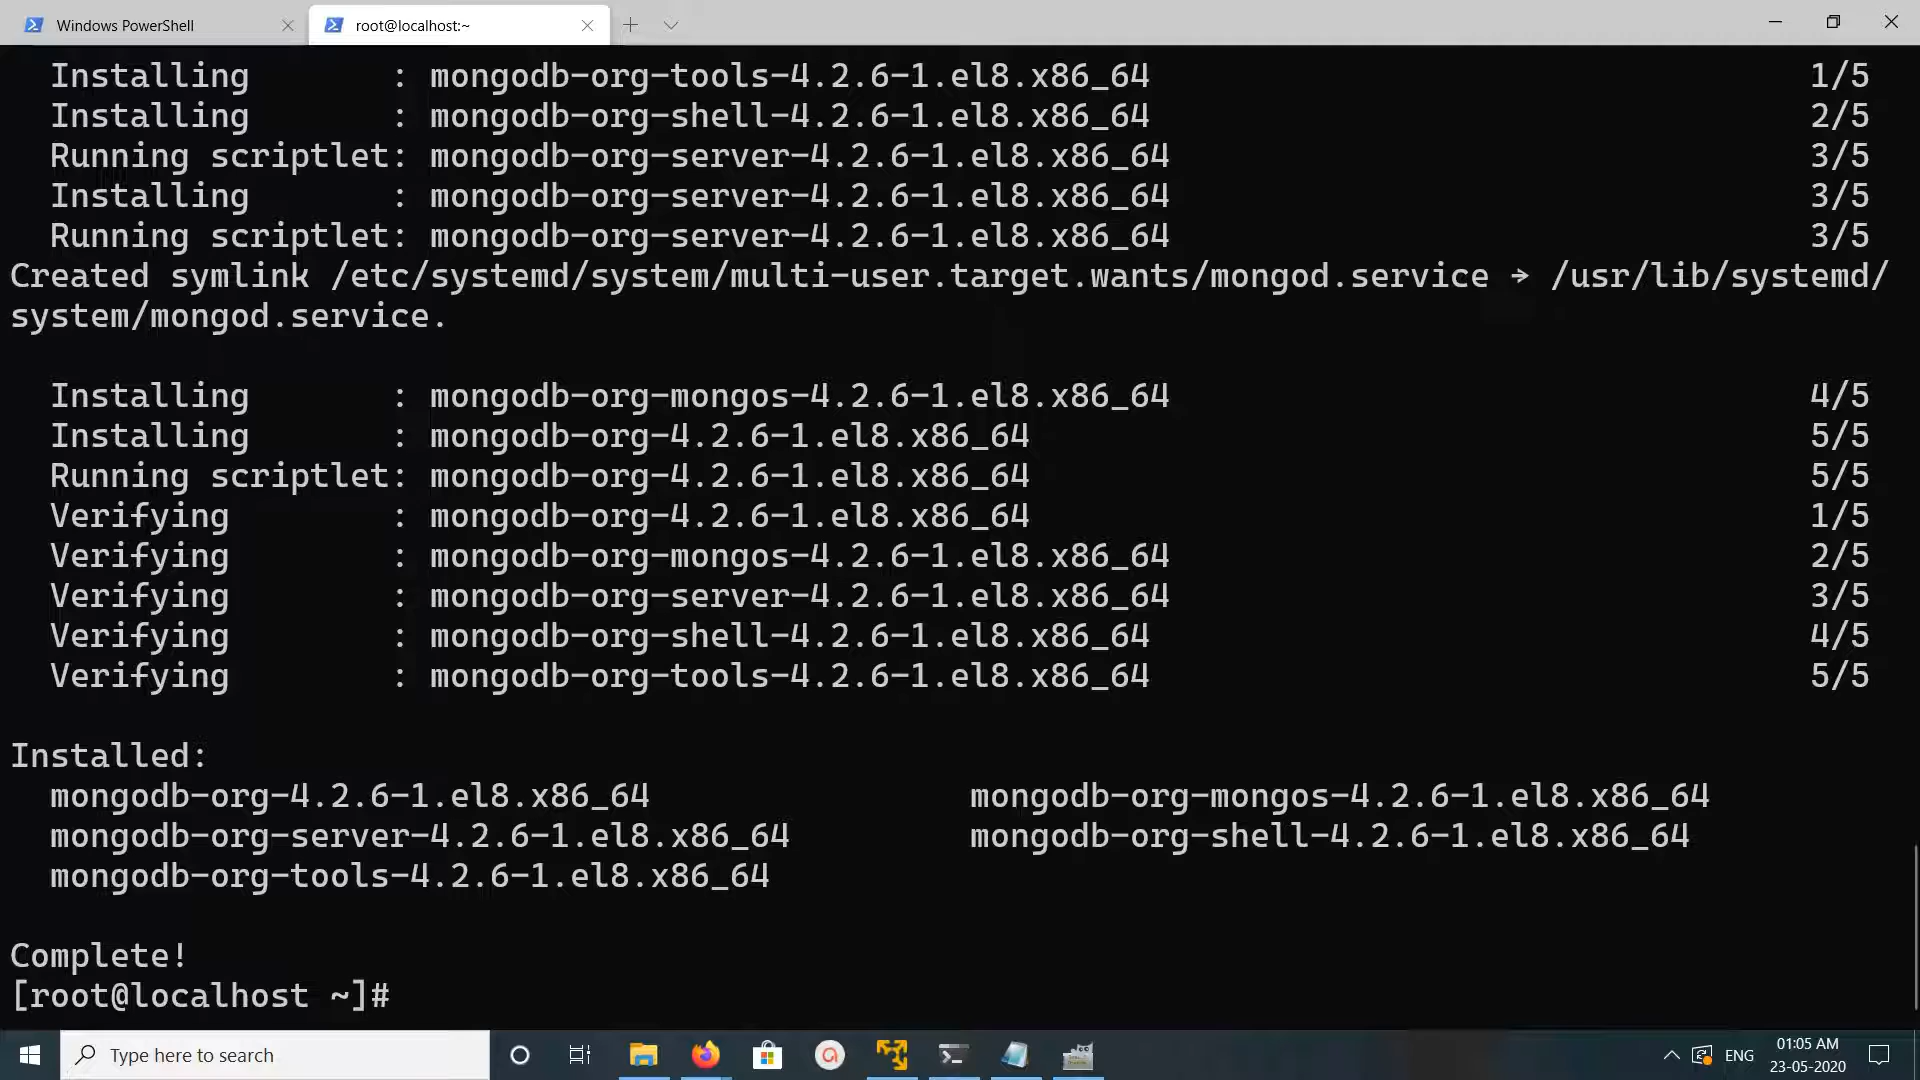 Windows PowerShell
root@localhost:~
Installing : mongodb-org-tools-4.2.6-1.el8.x86_64 1/5
Installing : mongodb-org-shell-4.2.6-1.el8.x86_64 2/5
Running scriptlet: mongodb-org-server-4.2.6-1.el8.x86_64 3/5
Installing : mongodb-org-server-4.2.6-1.el8.x86_64 3/5
Running scriptlet: mongodb-org-server-4.2.6-1.el8.x86_64 3/5
Created symlink /etc/systemd/system/multi-user.target.wants/mongod.service → /usr/lib/systemd/
system/mongod.service.
Installing : mongodb-org-mongos-4.2.6-1.el8.x86_64 4/5
Installing : mongodb-org-4.2.6-1.el8.x86_64 5/5
Running scriptlet: mongodb-org-4.2.6-1.el8.x86_64 5/5
Verifying : mongodb-org-4.2.6-1.el8.x86_64 1/5
Verifying : mongodb-org-mongos-4.2.6-1.el8.x86_64 2/5
Verifying : mongodb-org-server-4.2.6-1.el8.x86_64 3/5
Verifying : mongodb-org-shell-4.2.6-1.el8.x86_64 4/5
Verifying : mongodb-org-tools-4.2.6-1.el8.x86_64 5/5
Installed:
mongodb-org-4.2.6-1.el8.x86_64 mongodb-org-mongos-4.2.6-1.el8.x86_64
mongodb-org-server-4.2.6-1.el8.x86_64 mongodb-org-shell-4.2.6-1.el8.x86_64
mongodb-org-tools-4.2.6-1.el8.x86_64
Complete!
[root@localhost ~]#
Type here to search
ENG
01:05 AM
23-05-2020